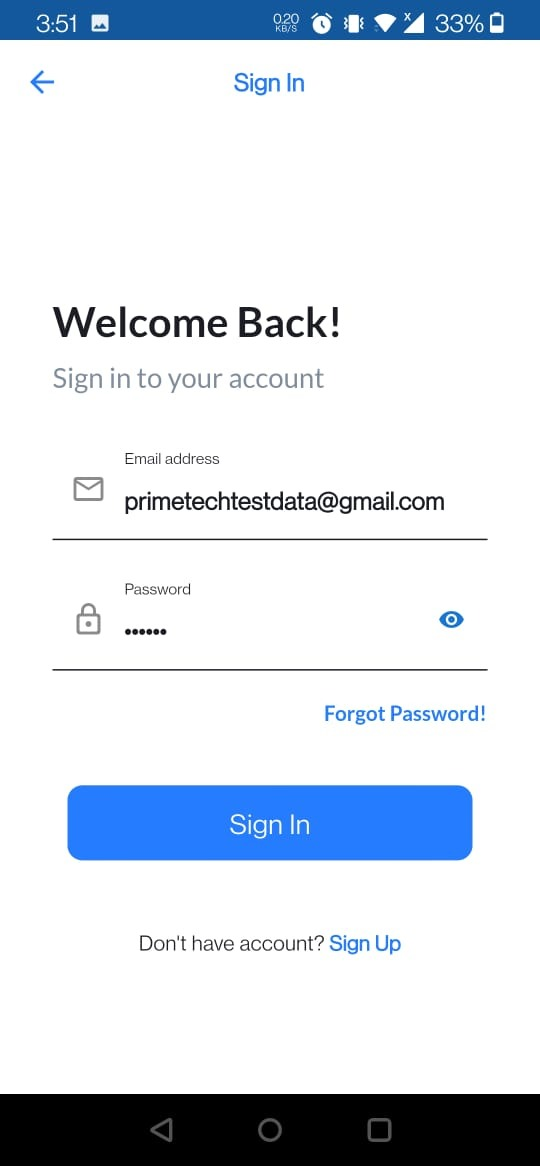 3:51 0.20 KB/S X 33%
Sign In
Welcome Back!
Sign in to your account
Email address
primetechtestdata@gmail.com
Password
••••••
Forgot Password!
Sign In
Don't have account? Sign Up